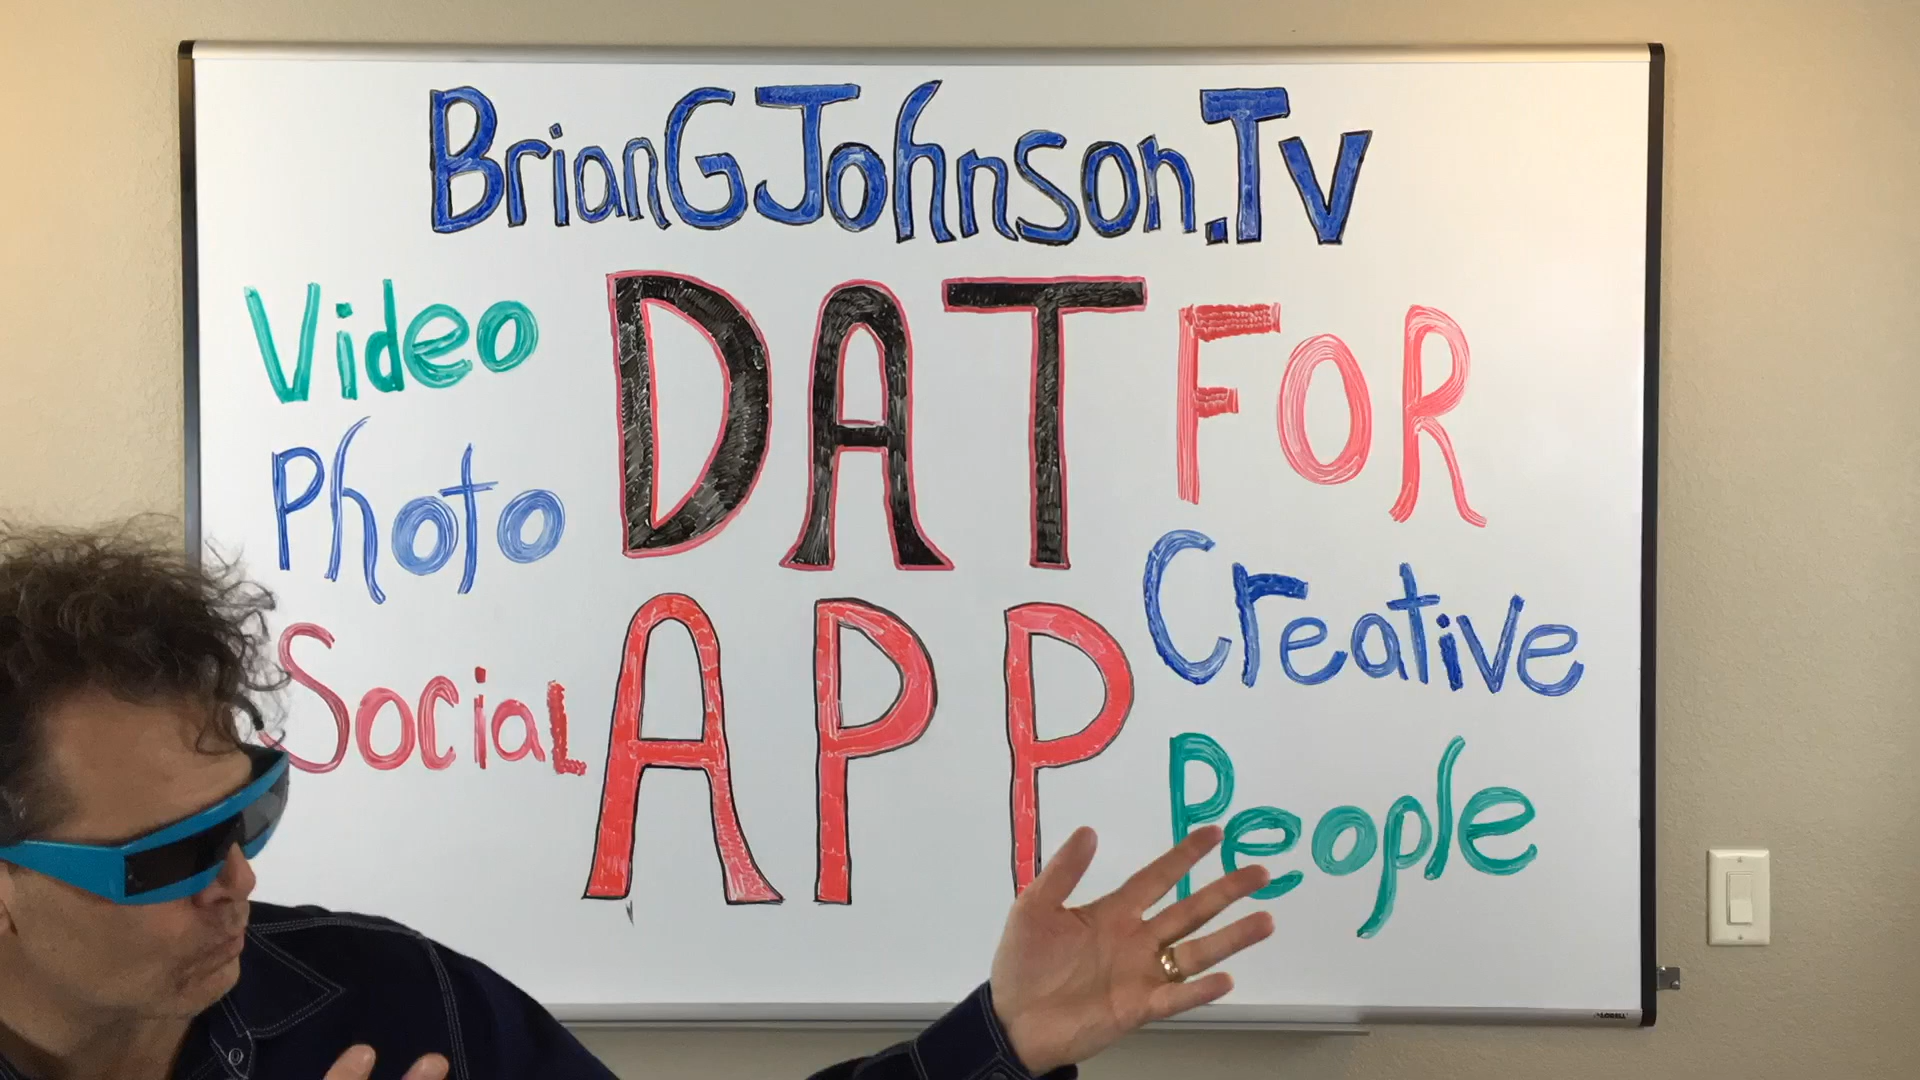 BrianGJohnson.Tv
Video
Photo
Social
DAT
APP
FOR
Creative
People